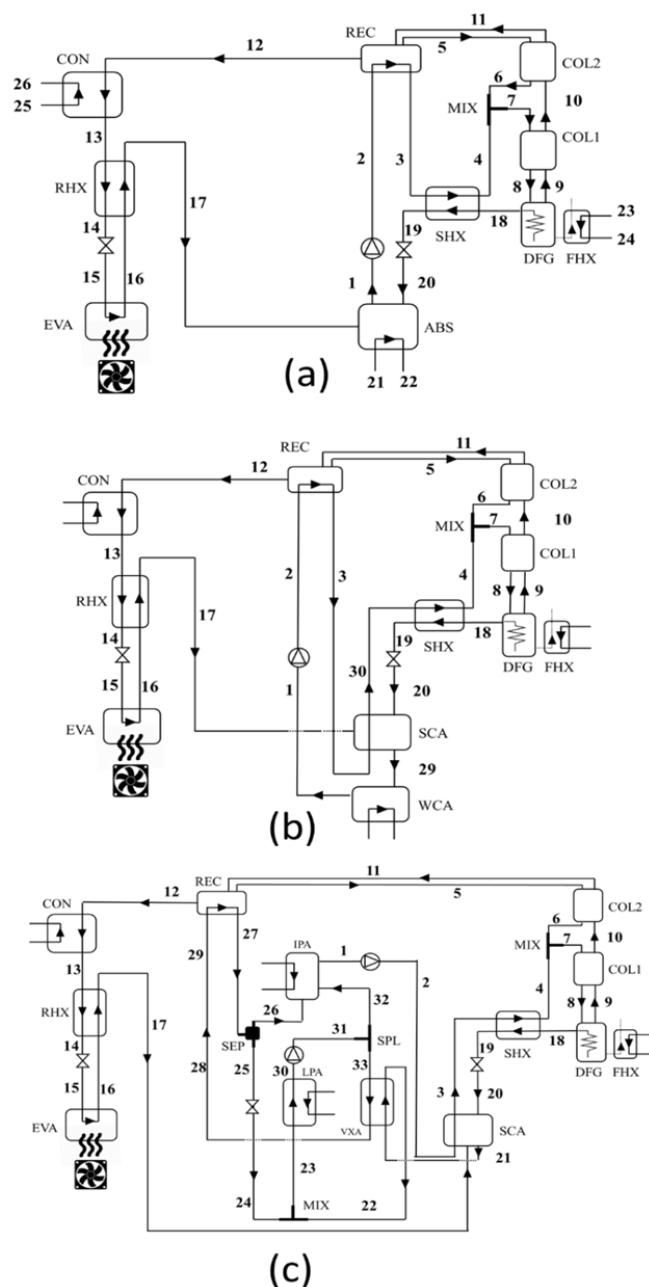 11
12 REC 5
CON COL2
26 6
25 MIX 7 10
13 2 3 4 COL1
RHX 17 8 9
14 19 18 23
SHX 24
15 16 DFG FHX
1 20
EVA ABS
21 22
(a)
11
12 REC 5
CON COL2
6
MIX 7 10
13 2 3 4 COL1
RHX 17 8 9
14 19 18
30 SHX
15 16 1 DFG FHX
20
EVA SCA
29
WCA
(b)
11
12 REC 5
CON COL2
29 27 IPA 1 6
MIX 7 10
13 2 4 COL1
26 32
RHX 17 8 9
SEP 31 SPL 19 18
14 28 25 30 33 SHX
15 16 LPA 3 20 DFG FHX
VXA SCA
EVA 23 21
24 MIX 22
(c)